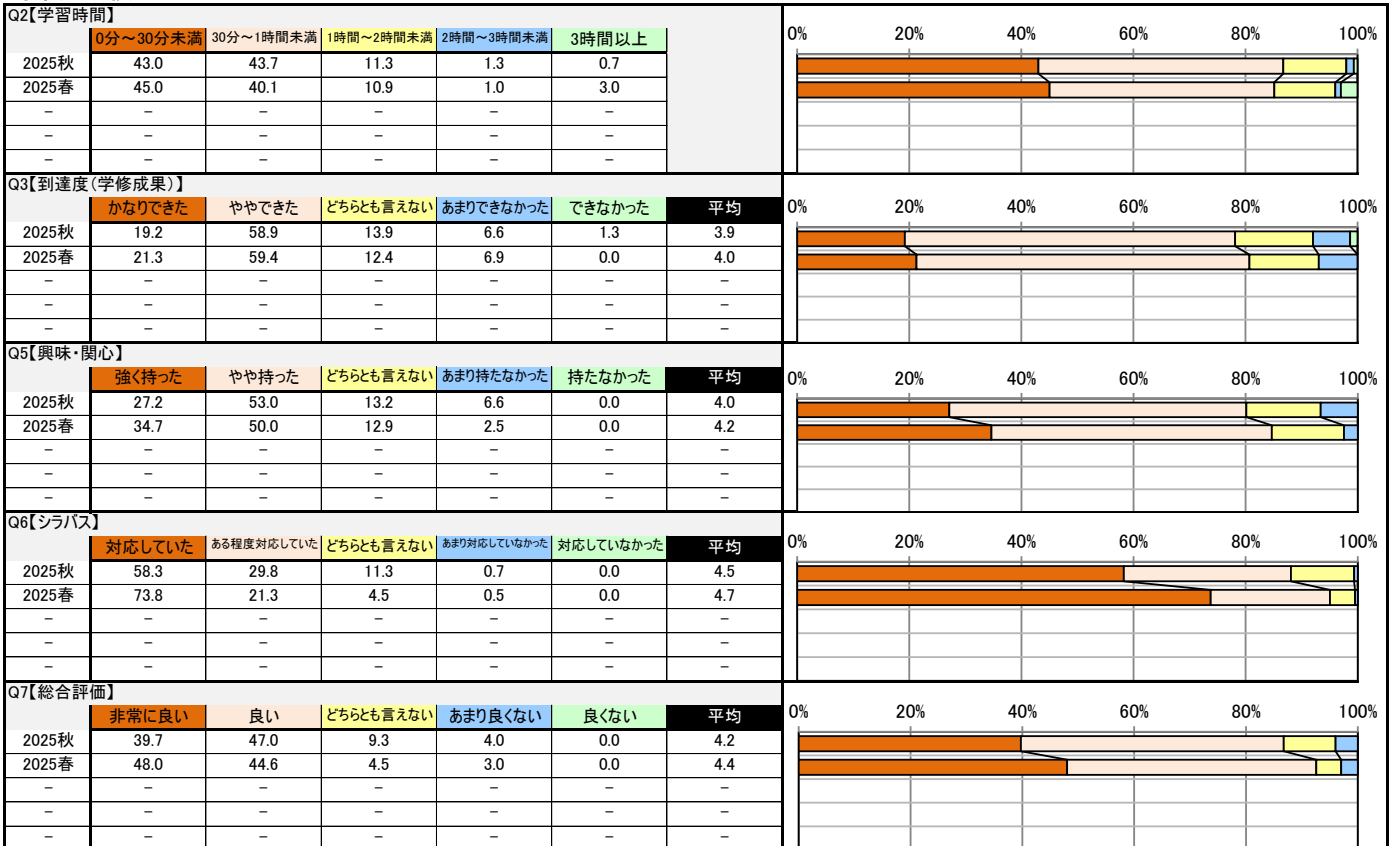 Q2【学習時間】
0分～30分未満 30分～1時間未満 1時間～2時間未満 2時間～3時間未満 3時間以上
0% 20% 40% 60% 80% 100%
2025秋 43.0 43.7 11.3 1.3 0.7
2025春 45.0 40.1 10.9 1.0 3.0
－ － － － － －
－ － － － － －
－ － － － － －
Q3【到達度(学修成果)】
かなりできた ややできた どちらとも言えない あまりできなかった できなかった 平均
0% 20% 40% 60% 80% 100%
2025秋 19.2 58.9 13.9 6.6 1.3 3.9
2025春 21.3 59.4 12.4 6.9 0.0 4.0
－ － － － － － －
－ － － － － － －
－ － － － － － －
Q5【興味・関心】
強く持った やや持った どちらとも言えない あまり持たなかった 持たなかった 平均
0% 20% 40% 60% 80% 100%
2025秋 27.2 53.0 13.2 6.6 0.0 4.0
2025春 34.7 50.0 12.9 2.5 0.0 4.2
－ － － － － － －
－ － － － － － －
－ － － － － － －
Q6【シラバス】
対応していた ある程度対応していた どちらとも言えない あまり対応していなかった 対応していなかった 平均
0% 20% 40% 60% 80% 100%
2025秋 58.3 29.8 11.3 0.7 0.0 4.5
2025春 73.8 21.3 4.5 0.5 0.0 4.7
－ － － － － － －
－ － － － － － －
－ － － － － － －
Q7【総合評価】
非常に良い 良い どちらとも言えない あまり良くない 良くない 平均
0% 20% 40% 60% 80% 100%
2025秋 39.7 47.0 9.3 4.0 0.0 4.2
2025春 48.0 44.6 4.5 3.0 0.0 4.4
－ － － － － － －
－ － － － － － －
－ － － － － － －